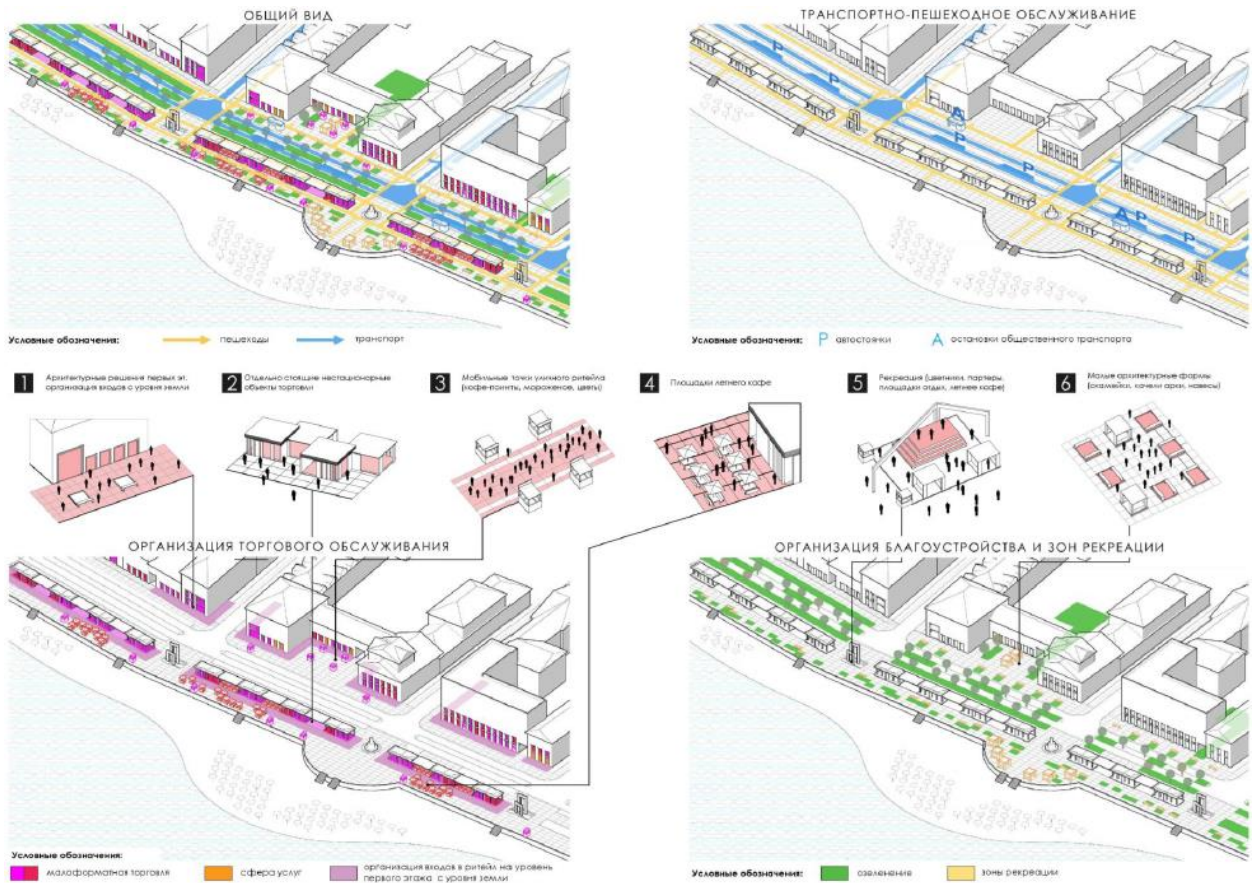 ОБЩИЙ ВИД
ТРАНСПОРТНО-ПЕШЕХОДНОЕ ОБСЛУЖИВАНИЕ
P
A
P
P
A P
P
Условные обозначения:
пешеходы
транспорт
Условные обозначения:
P автостоянки
A остановки общественного транспорта
1
Архитектурные решения первых эт.
организация входов с уровня земли
2
Отдельно стоящие нестационарные
объекты торговли
3
Мобильные точки уличного ритейла
(кофе-поинты, мороженое, цветы)
4
Площадки летнего кафе
5
Рекреация (цветники, партеры,
площадки отдых, летнее кафе)
6
Малые архитектурные формы
(скамейки, качели арки, навесы)
ОРГАНИЗАЦИЯ ТОРГОВОГО ОБСЛУЖИВАНИЯ
ОРГАНИЗАЦИЯ БЛАГОУСТРОЙСТВА И ЗОН РЕКРЕАЦИИ
Условные обозначения:
малоформатная торговля
сфера услуг
организация входов в ритейл на уровень
первого этажа с уровня земли
Условные обозначения:
озеленение
зоны рекреации